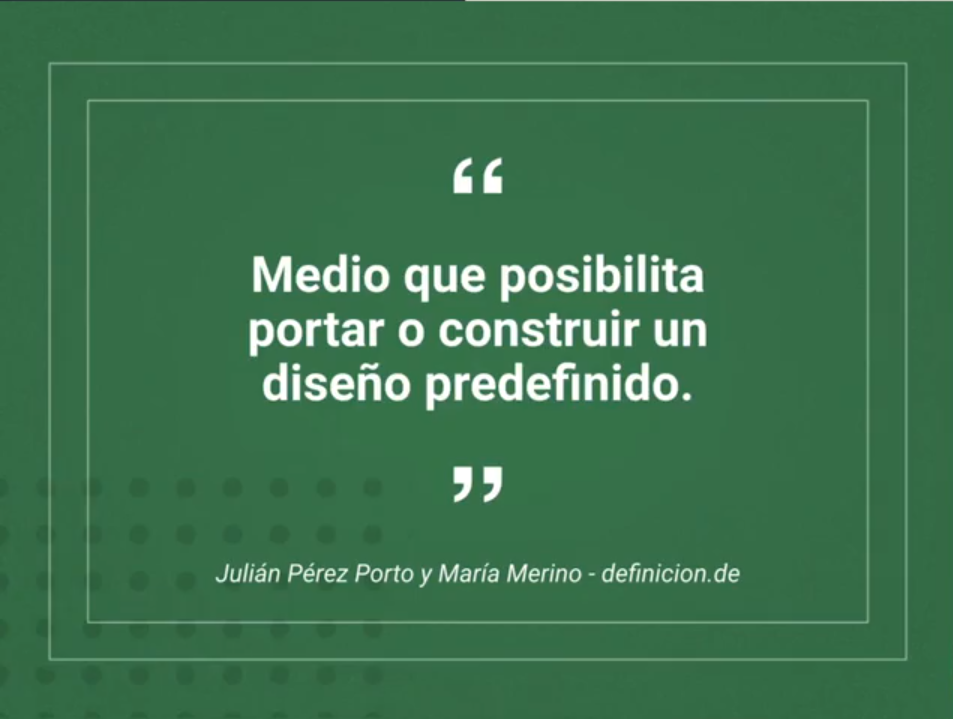 “
Medio que posibilita
portar o construir un
diseño predefinido.
”
Julián Pérez Porto y María Merino - definicion.de